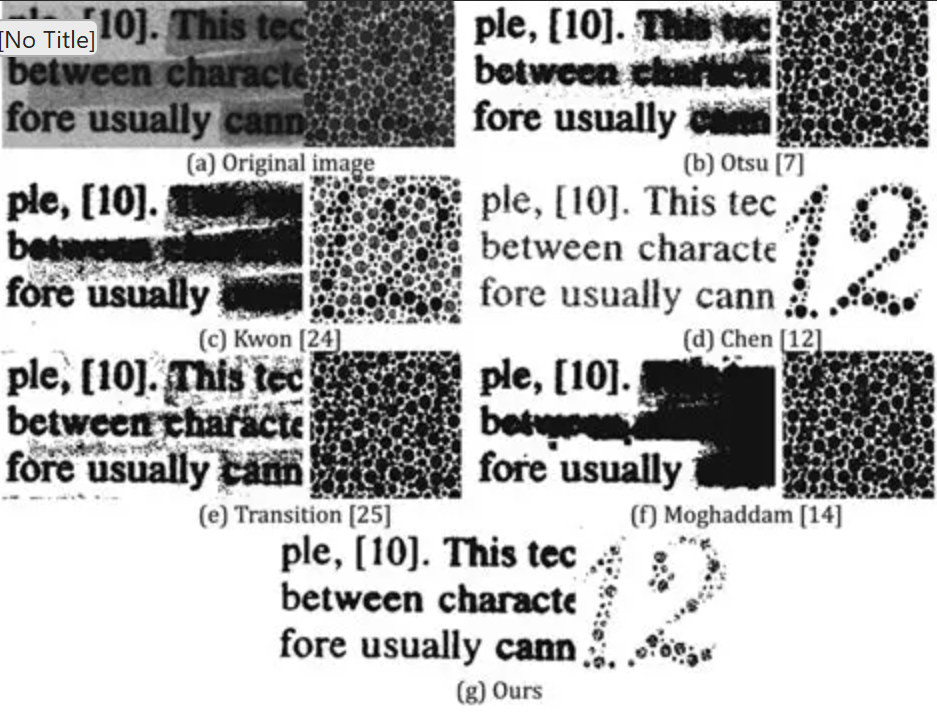 [No Title]
[10]. This tec
between characte
fore usually cann
(a) Original image
ple, [10]. This tec
between characte
fore usually cann
(b) Otsu [7]
ple, [10].
fore usually
(c) Kwon [24]
ple, [10]. This tec
between characte
fore usually cann
12
(d) Chen [12]
ple, [10]. This tec
between characte
fore usually cann
(e) Transition [25]
ple, [10].
fore usually
(f) Moghaddam [14]
ple, [10]. This tec
between characte
fore usually cann
12
(g) Ours